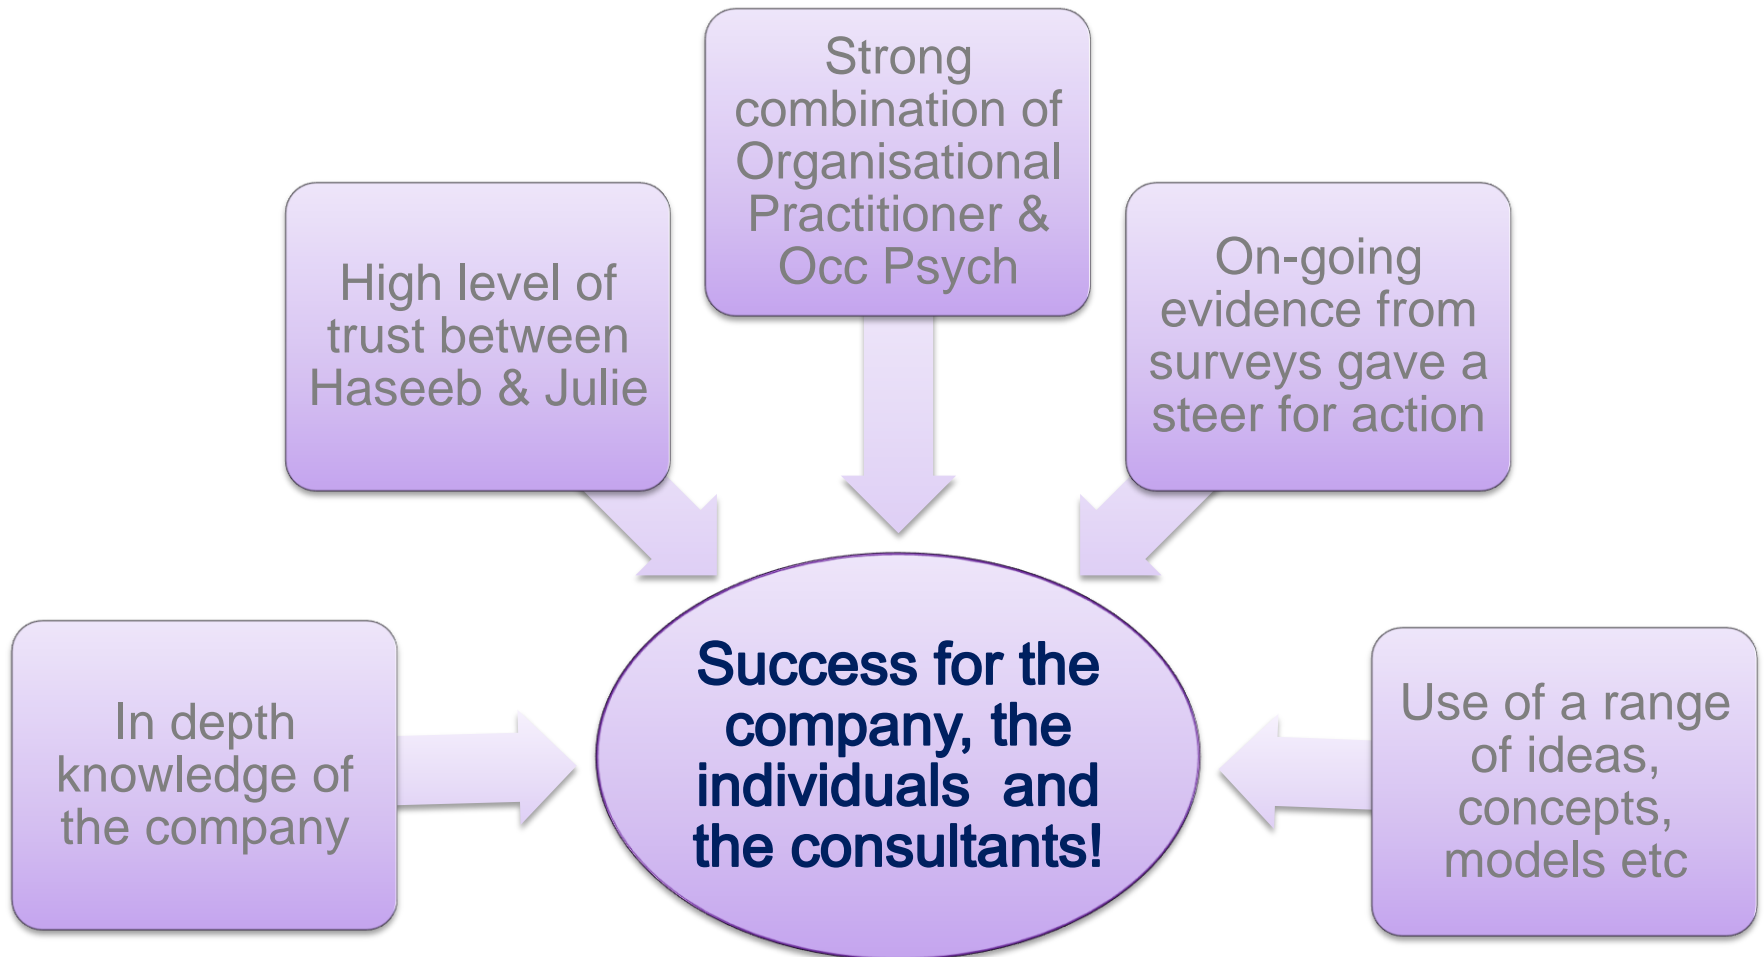 Strong
combination of
Organisational
Practitioner &
Occ Psych
High level of
trust between
Haseeb & Julie
On-going
evidence from
surveys gave a
steer for action
In depth
knowledge of
the company
Success for the
company, the
individuals  and
the consultants!
Use of a range
of ideas,
concepts,
models etc